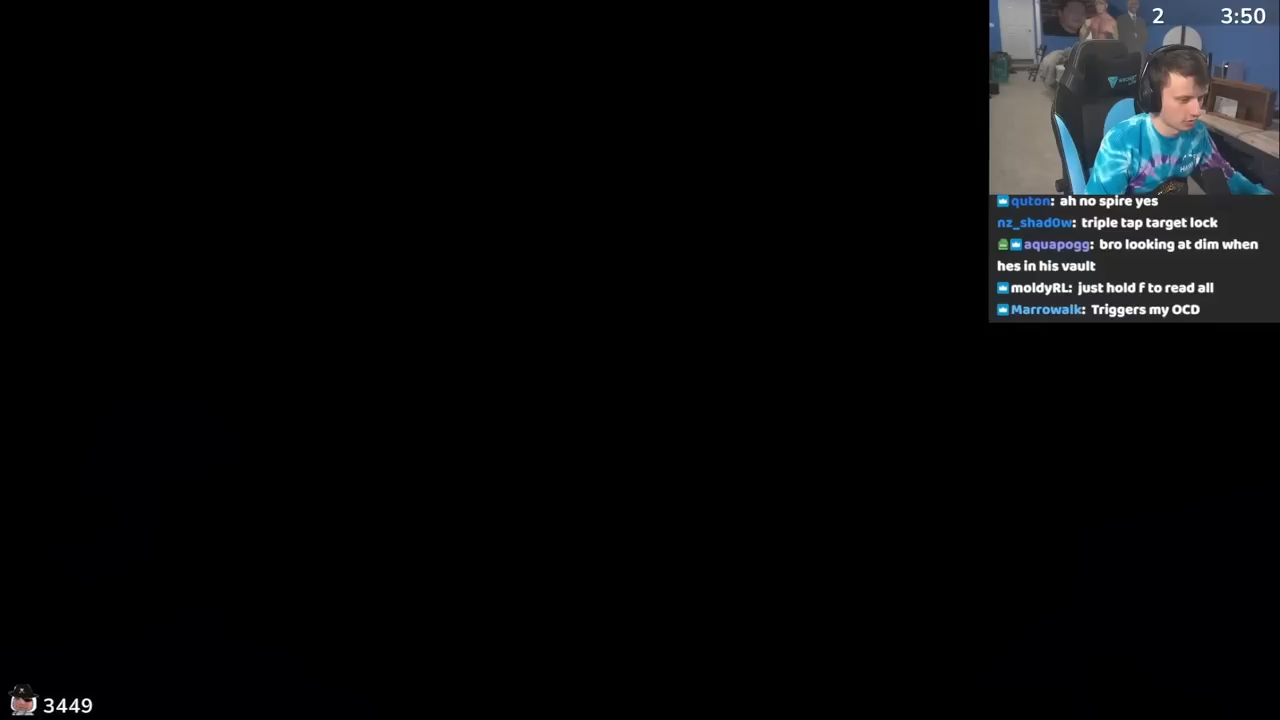 2 3:50
quton: ah no spire yes
nz_shad0w: triple tap target lock
aquapogg: bro looking at dim when
hes in his vault
moldyRL: just hold f to read all
Marrowalk: Triggers my OCD
3449